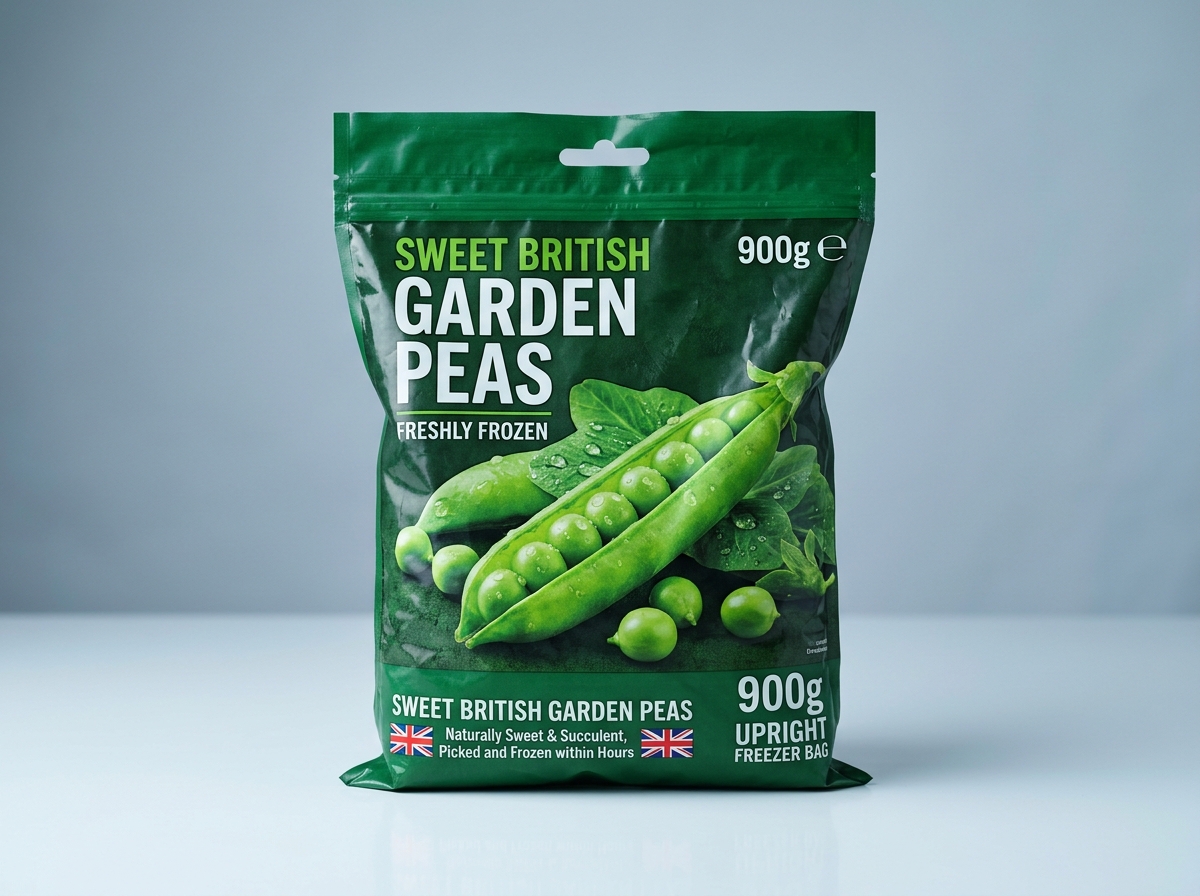 SWEET BRITISH
GARDEN
PEAS
FRESHLY FROZEN
900g ℮
SWEET BRITISH GARDEN PEAS
Naturally Sweet & Succulent,
Picked and Frozen within Hours
900g
UPRIGHT
FREEZER BAG